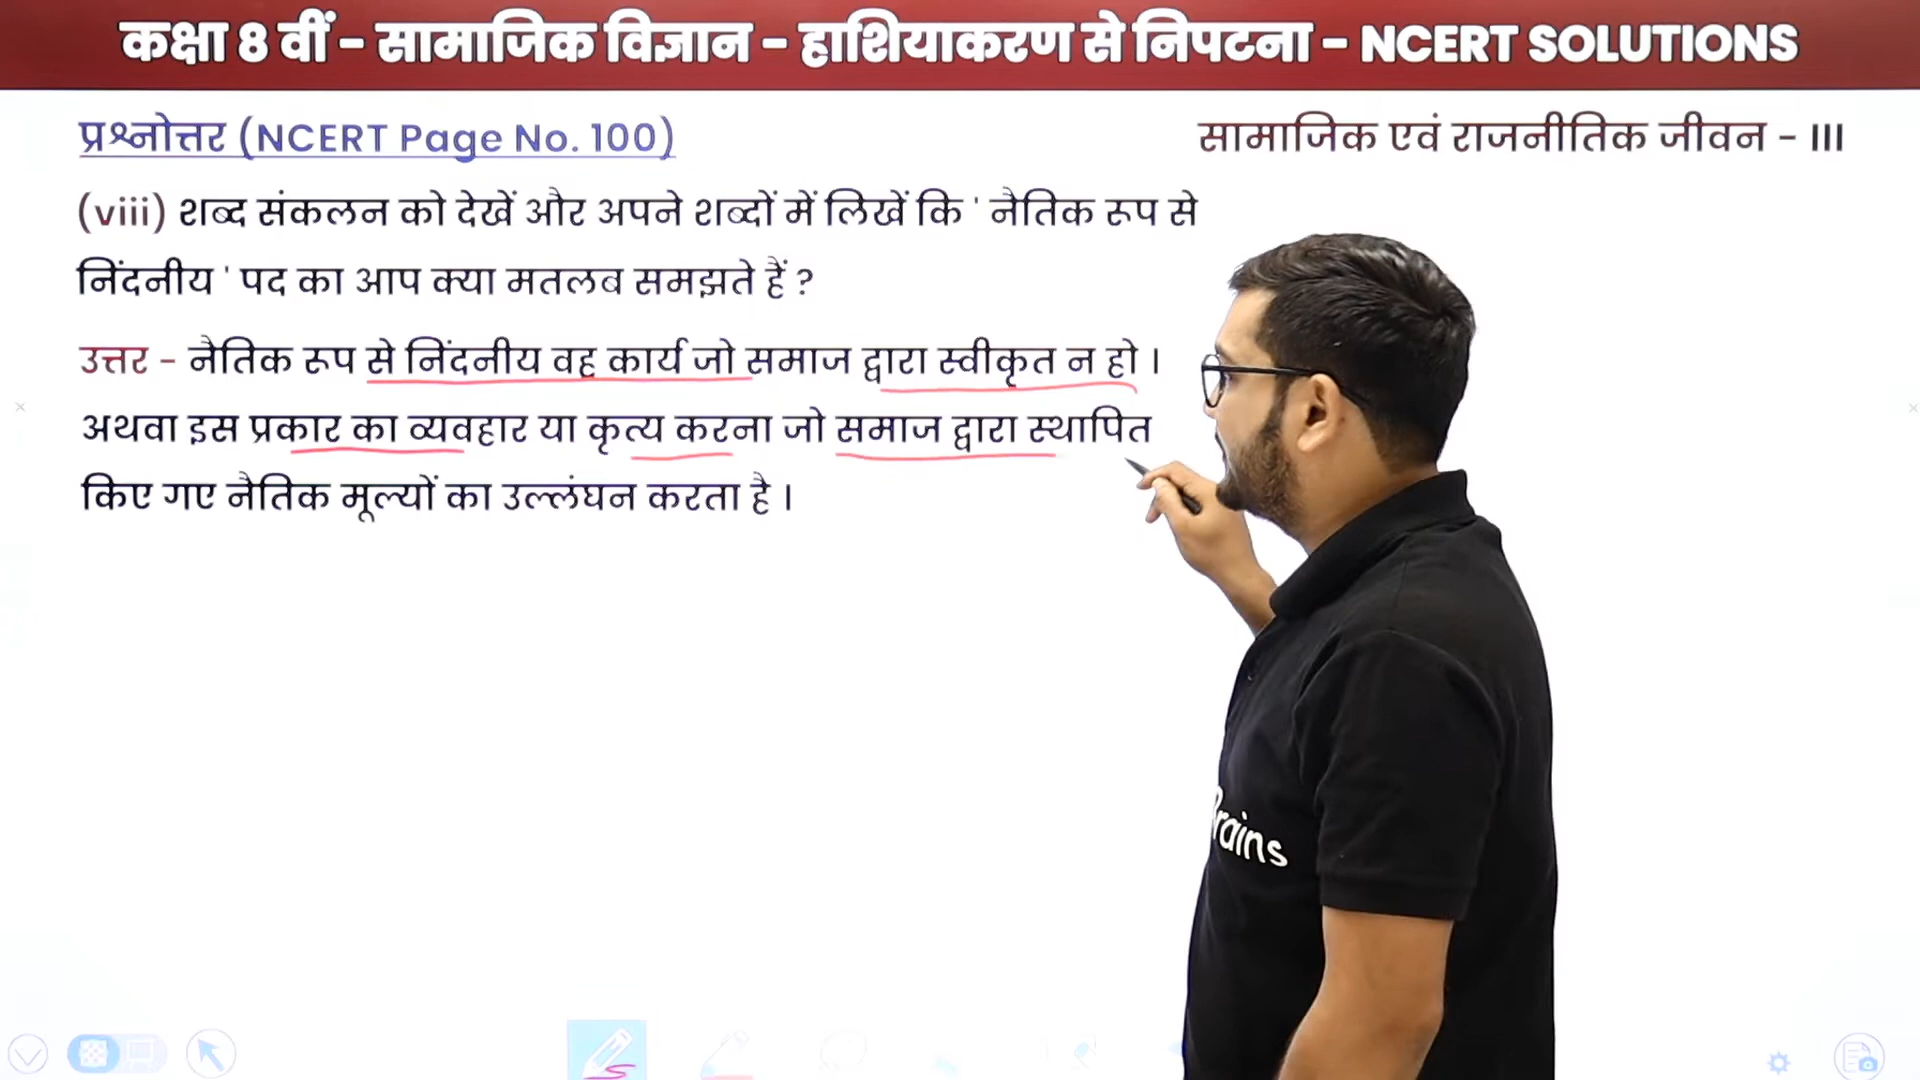 कक्षा 8 वीं - सामाजिक विज्ञान - हाशियाकरण से निपटना - NCERT SOLUTIONS
प्रश्नोत्तर (NCERT Page No. 100)
सामाजिक एवं राजनीतिक जीवन - III
(viii) शब्द संकलन को देखें और अपने शब्दों में लिखें कि ' नैतिक रूप से
निंदनीय ' पद का आप क्या मतलब समझते हैं ?
उत्तर - नैतिक रूप से निंदनीय वह कार्य जो समाज द्वारा स्वीकृत न हो ।
अथवा इस प्रकार का व्यवहार या कृत्य करना जो समाज द्वारा स्थापित
किए गए नैतिक मूल्यों का उल्लंघन करता है ।